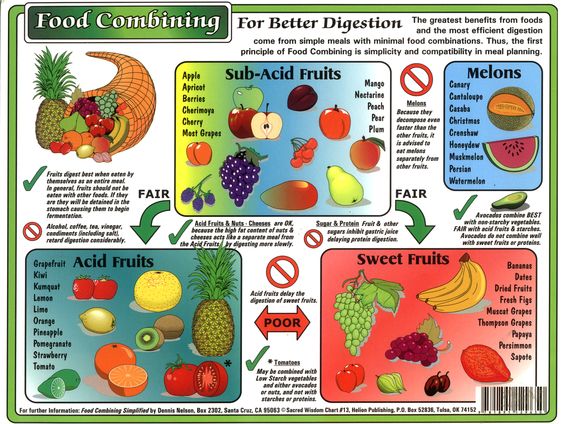 Food Combining
For Better Digestion
The greatest benefits from foods
and the most efficient digestion
come from simple meals with minimal food combinations. Thus, the first
principle of Food Combining is simplicity and compatibility in meal planning.
Sub-Acid Fruits
Apple
Apricot
Berries
Cherimoya
Cherry
Most Grapes
Mango
Nectarine
Peach
Pear
Plum
Melons
Because they
decompose even
faster than the
other fruits, it
is advised to
eat melons
separately from
other fruits.
Melons
Canary
Cantaloupe
Casaba
Christmas
Crenshaw
Honeydew
Muskmelon
Persian
Watermelon
Fruits digest best when eaten by
themselves as an entire meal.
In general, fruits should not be
eaten with other foods. If they
are they will be detained in the
stomach causing them to begin
fermentation.
Alcohol, coffee, tea, vinegar,
condiments (including salt),
retard digestion considerably.
FAIR
Acid Fruits & Nuts - Cheeses are OK,
because the high fat content of nuts &
cheeses acts like a separate meal from
the Acid Fruits by digesting more slowly.
Sugar & Protein Fruit & other
sugars inhibit gastric juice
delaying protein digestion.
FAIR
Avocados combine BEST
with non-starchy vegetables.
FAIR with acid fruits & starches.
Avocados do not combine well
with sweet fruits or proteins.
Acid Fruits
Grapefruit
Kiwi
Kumquat
Lemon
Lime
Orange
Pineapple
Pomegranate
Strawberry
Tomato
*
Acid fruits delay the
digestion of sweet fruits.
POOR
* Tomatoes
May be combined with
Low Starch vegetables
and either avocados
or nuts, and not with
starches or proteins.
Sweet Fruits
Bananas
Dates
Dried Fruits
Fresh Figs
Muscat Grapes
Thompson Grapes
Papaya
Persimmon
Sapote
For further Information: Food Combining Simplified by Dennis Nelson, Box 2302, Santa Cruz, CA 95063 © Sacred Wisdom Chart #13, Helion Publishing, P.O. Box 52836, Tulsa, OK 74152